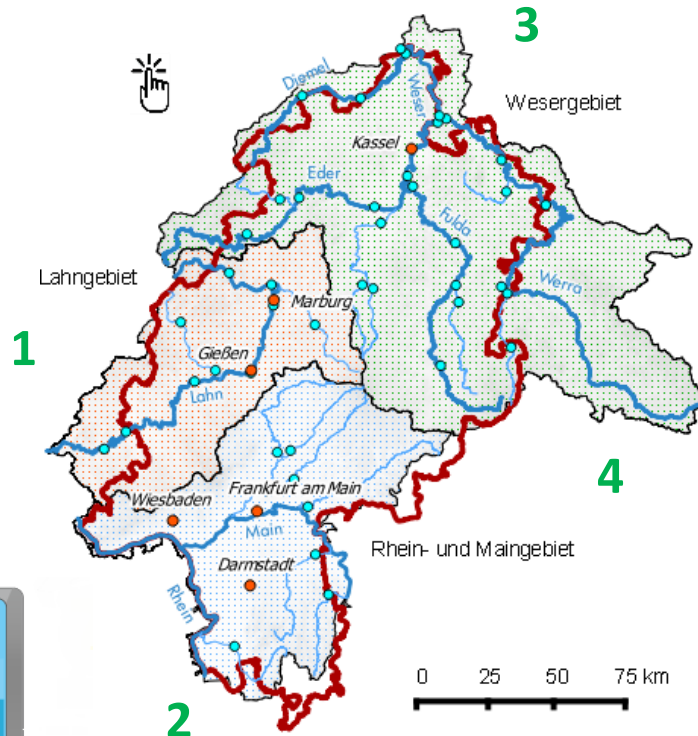 3
Diemel
Weser
Wesergebiet
Kassel
Eder
Fulda
Lahngebiet
Werra
Marburg
1
Gießen
Lahn
4
Wiesbaden
Frankfurt am Main
Main
Rhein- und Maingebiet
Darmstadt
Rhein
0 25 50 75 km
2